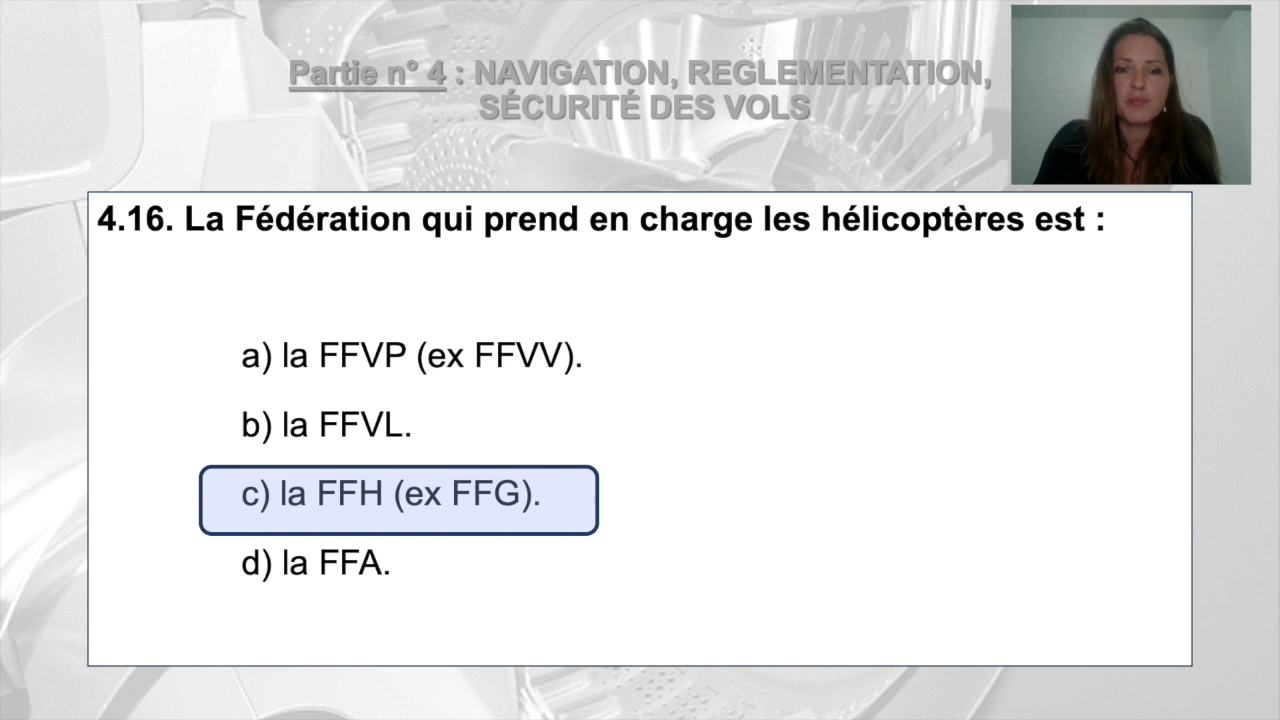 Partie n° 4 : NAVIGATION, REGLEMENTATION,
SÉCURITÉ DES VOLS
4.16. La Fédération qui prend en charge les hélicoptères est :
a) la FFVP (ex FFVV).
b) la FFVL.
c) la FFH (ex FFG).
d) la FFA.